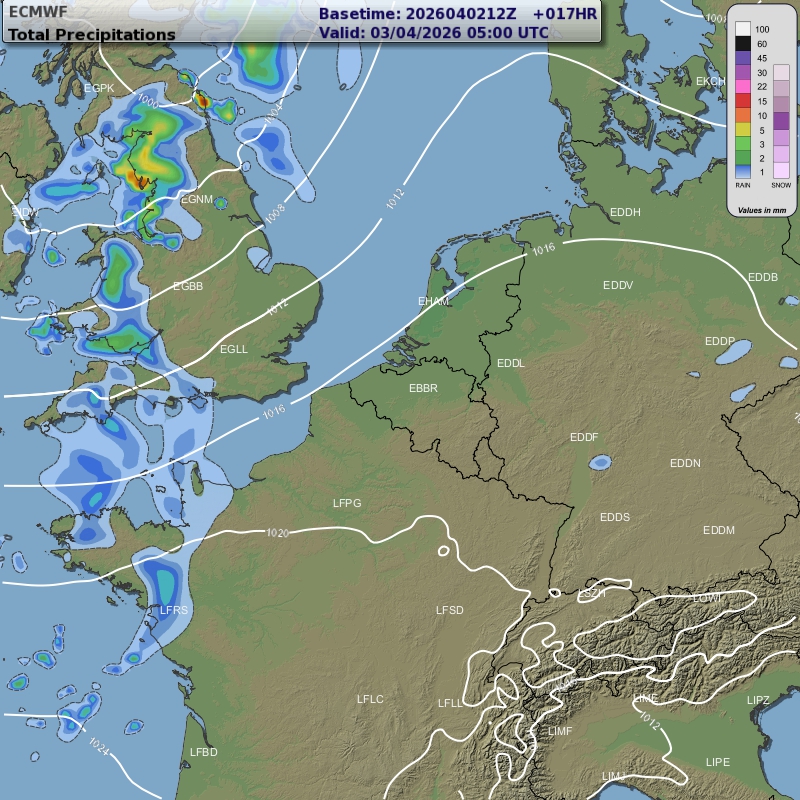 ECMWF
Basetime: 2026040212Z +017HR
Total Precipitations
Valid: 03/04/2026 05:00 UTC
100
60
45
30
22
15
10
5
3
2
1
RAIN
SNOW
Values in mm
EGPK
EKCH
1000
1004
EGNM
1012
EDDH
1008
1016
EGBB
EDDV
EDDB
EHAM
1012
EGLL
EDDP
EDDL
EBBR
1016
EDDF
EDDN
LFPG
EDDS
EDDM
1020
LFRS
LFSD
LSZH
LOWI
LFLC
LFLL
LIME
LIPZ
1012
LIMF
1024
LFBD
LIPE
LIMJ